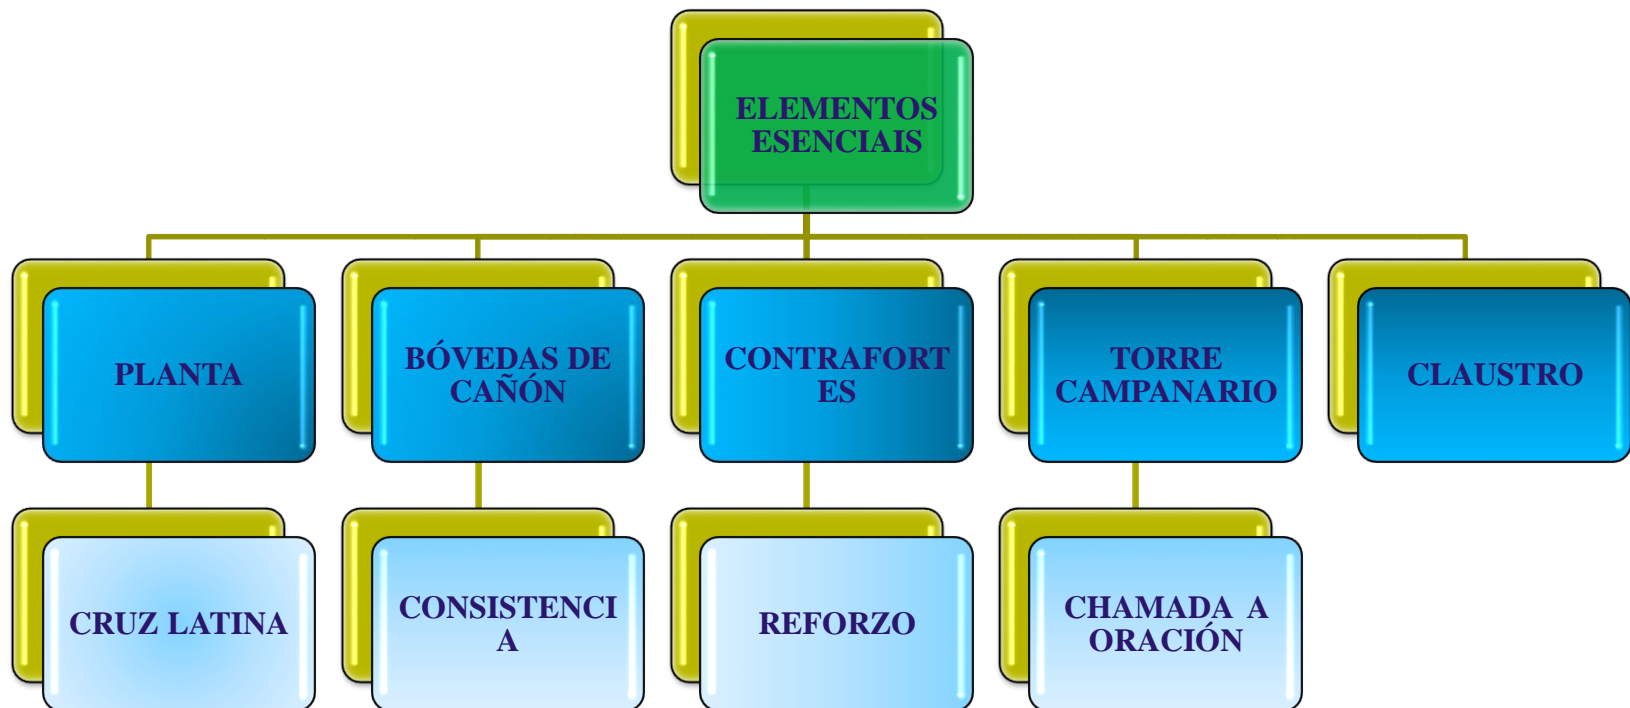 ELEMENTOS
ESENCIAIS
PLANTA
BÓVEDAS DE
CAÑÓN
CONTRAFORT
ES
TORRE
CAMPANARIO
CLAUSTRO
CRUZ LATINA
CONSISTENCI
A
REFORZO
CHAMADA A
ORACIÓN